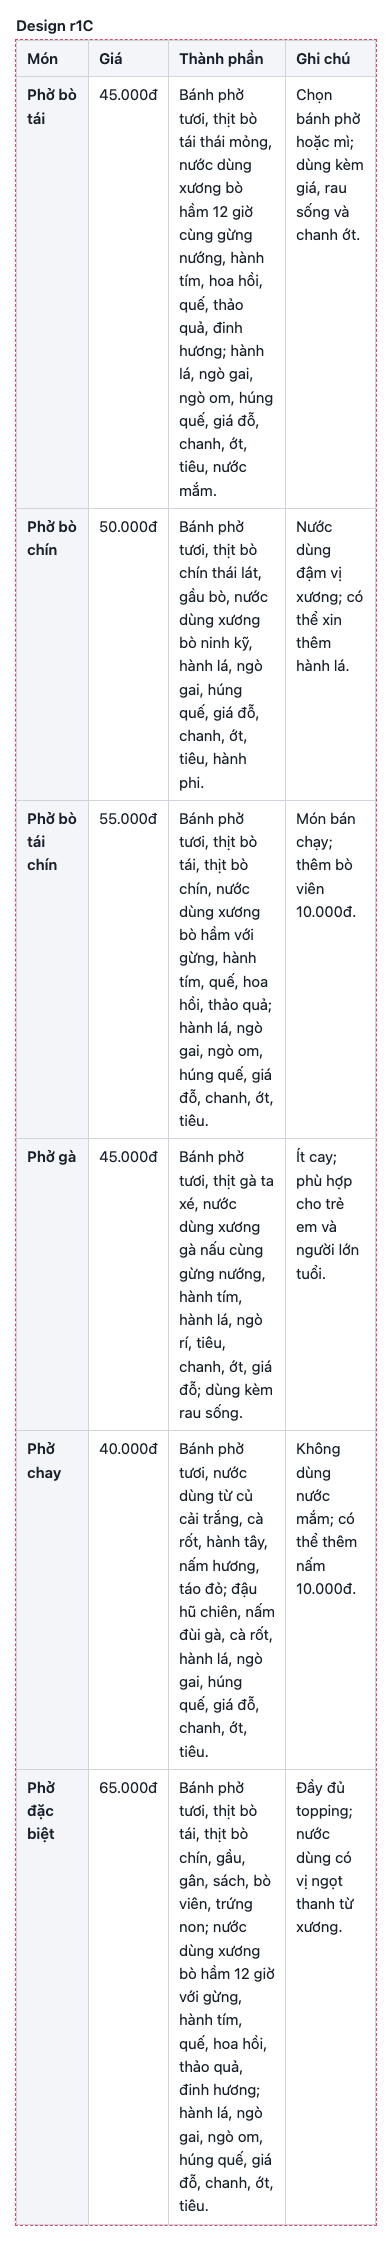 Design r1C
Món Giá Thành phần Ghi chú
Phở bò
tái
45.000đ
Bánh phở
tươi, thịt bò
tái thái mỏng,
nước dùng
xương bò
hầm 12 giờ
cùng gừng
nướng, hành
tím, hoa hồi,
quế, thảo
quả, đinh
hương; hành
lá, ngò gai,
ngò om, húng
quế, giá đỗ,
chanh, ớt,
tiêu, nước
mắm.
Chọn
bánh phở
hoặc mì;
dùng kèm
giá, rau
sống và
chanh ớt.
Phở bò
chín
50.000đ
Bánh phở
tươi, thịt bò
chín thái lát,
gầu bò, nước
dùng xương
bò ninh kỹ,
hành lá, ngò
gai, húng
quế, giá đỗ,
chanh, ớt,
tiêu, hành
phi.
Nước
dùng
đậm vị
xương; có
thể xin
thêm
hành lá.
Phở bò
tái
chín
55.000đ
Bánh phở
tươi, thịt bò
tái, thịt bò
chín, nước
dùng xương
bò hầm với
gừng, hành
tím, quế, hoa
hồi, thảo quả;
hành lá, ngò
gai, ngò om,
húng quế, giá
đỗ, chanh, ớt,
tiêu.
Món bán
chạy;
thêm bò
viên
10.000đ.
Phở gà
45.000đ
Bánh phở
tươi, thịt gà ta
xé, nước
dùng xương
gà nấu cùng
gừng nướng,
hành tím,
hành lá, ngò
rí, tiêu,
chanh, ớt, giá
đỗ; dùng kèm
rau sống.
Ít cay;
phù hợp
cho trẻ
em và
người lớn
tuổi.
Phở
chay
40.000đ
Bánh phở
tươi, nước
dùng từ củ
cải trắng, cà
rốt, hành tây,
nấm hương,
táo đỏ; đậu
hũ chiên, nấm
đùi gà, cà rốt,
hành lá, ngò
gai, húng
quế, giá đỗ,
chanh, ớt,
tiêu.
Không
dùng
nước
mắm; có
thể thêm
nấm
10.000đ.
Phở
đặc
biệt
65.000đ
Bánh phở
tươi, thịt bò
tái, thịt bò
chín, gầu,
gân, sách, bò
viên, trứng
non; nước
dùng xương
bò hầm 12 giờ
với gừng,
hành tím,
quế, hoa hồi,
thảo quả,
đinh hương;
hành lá, ngò
gai, ngò om,
húng quế, giá
đỗ, chanh, ớt,
tiêu.
Đầy đủ
topping;
nước
dùng có
vị ngọt
thanh từ
xương.